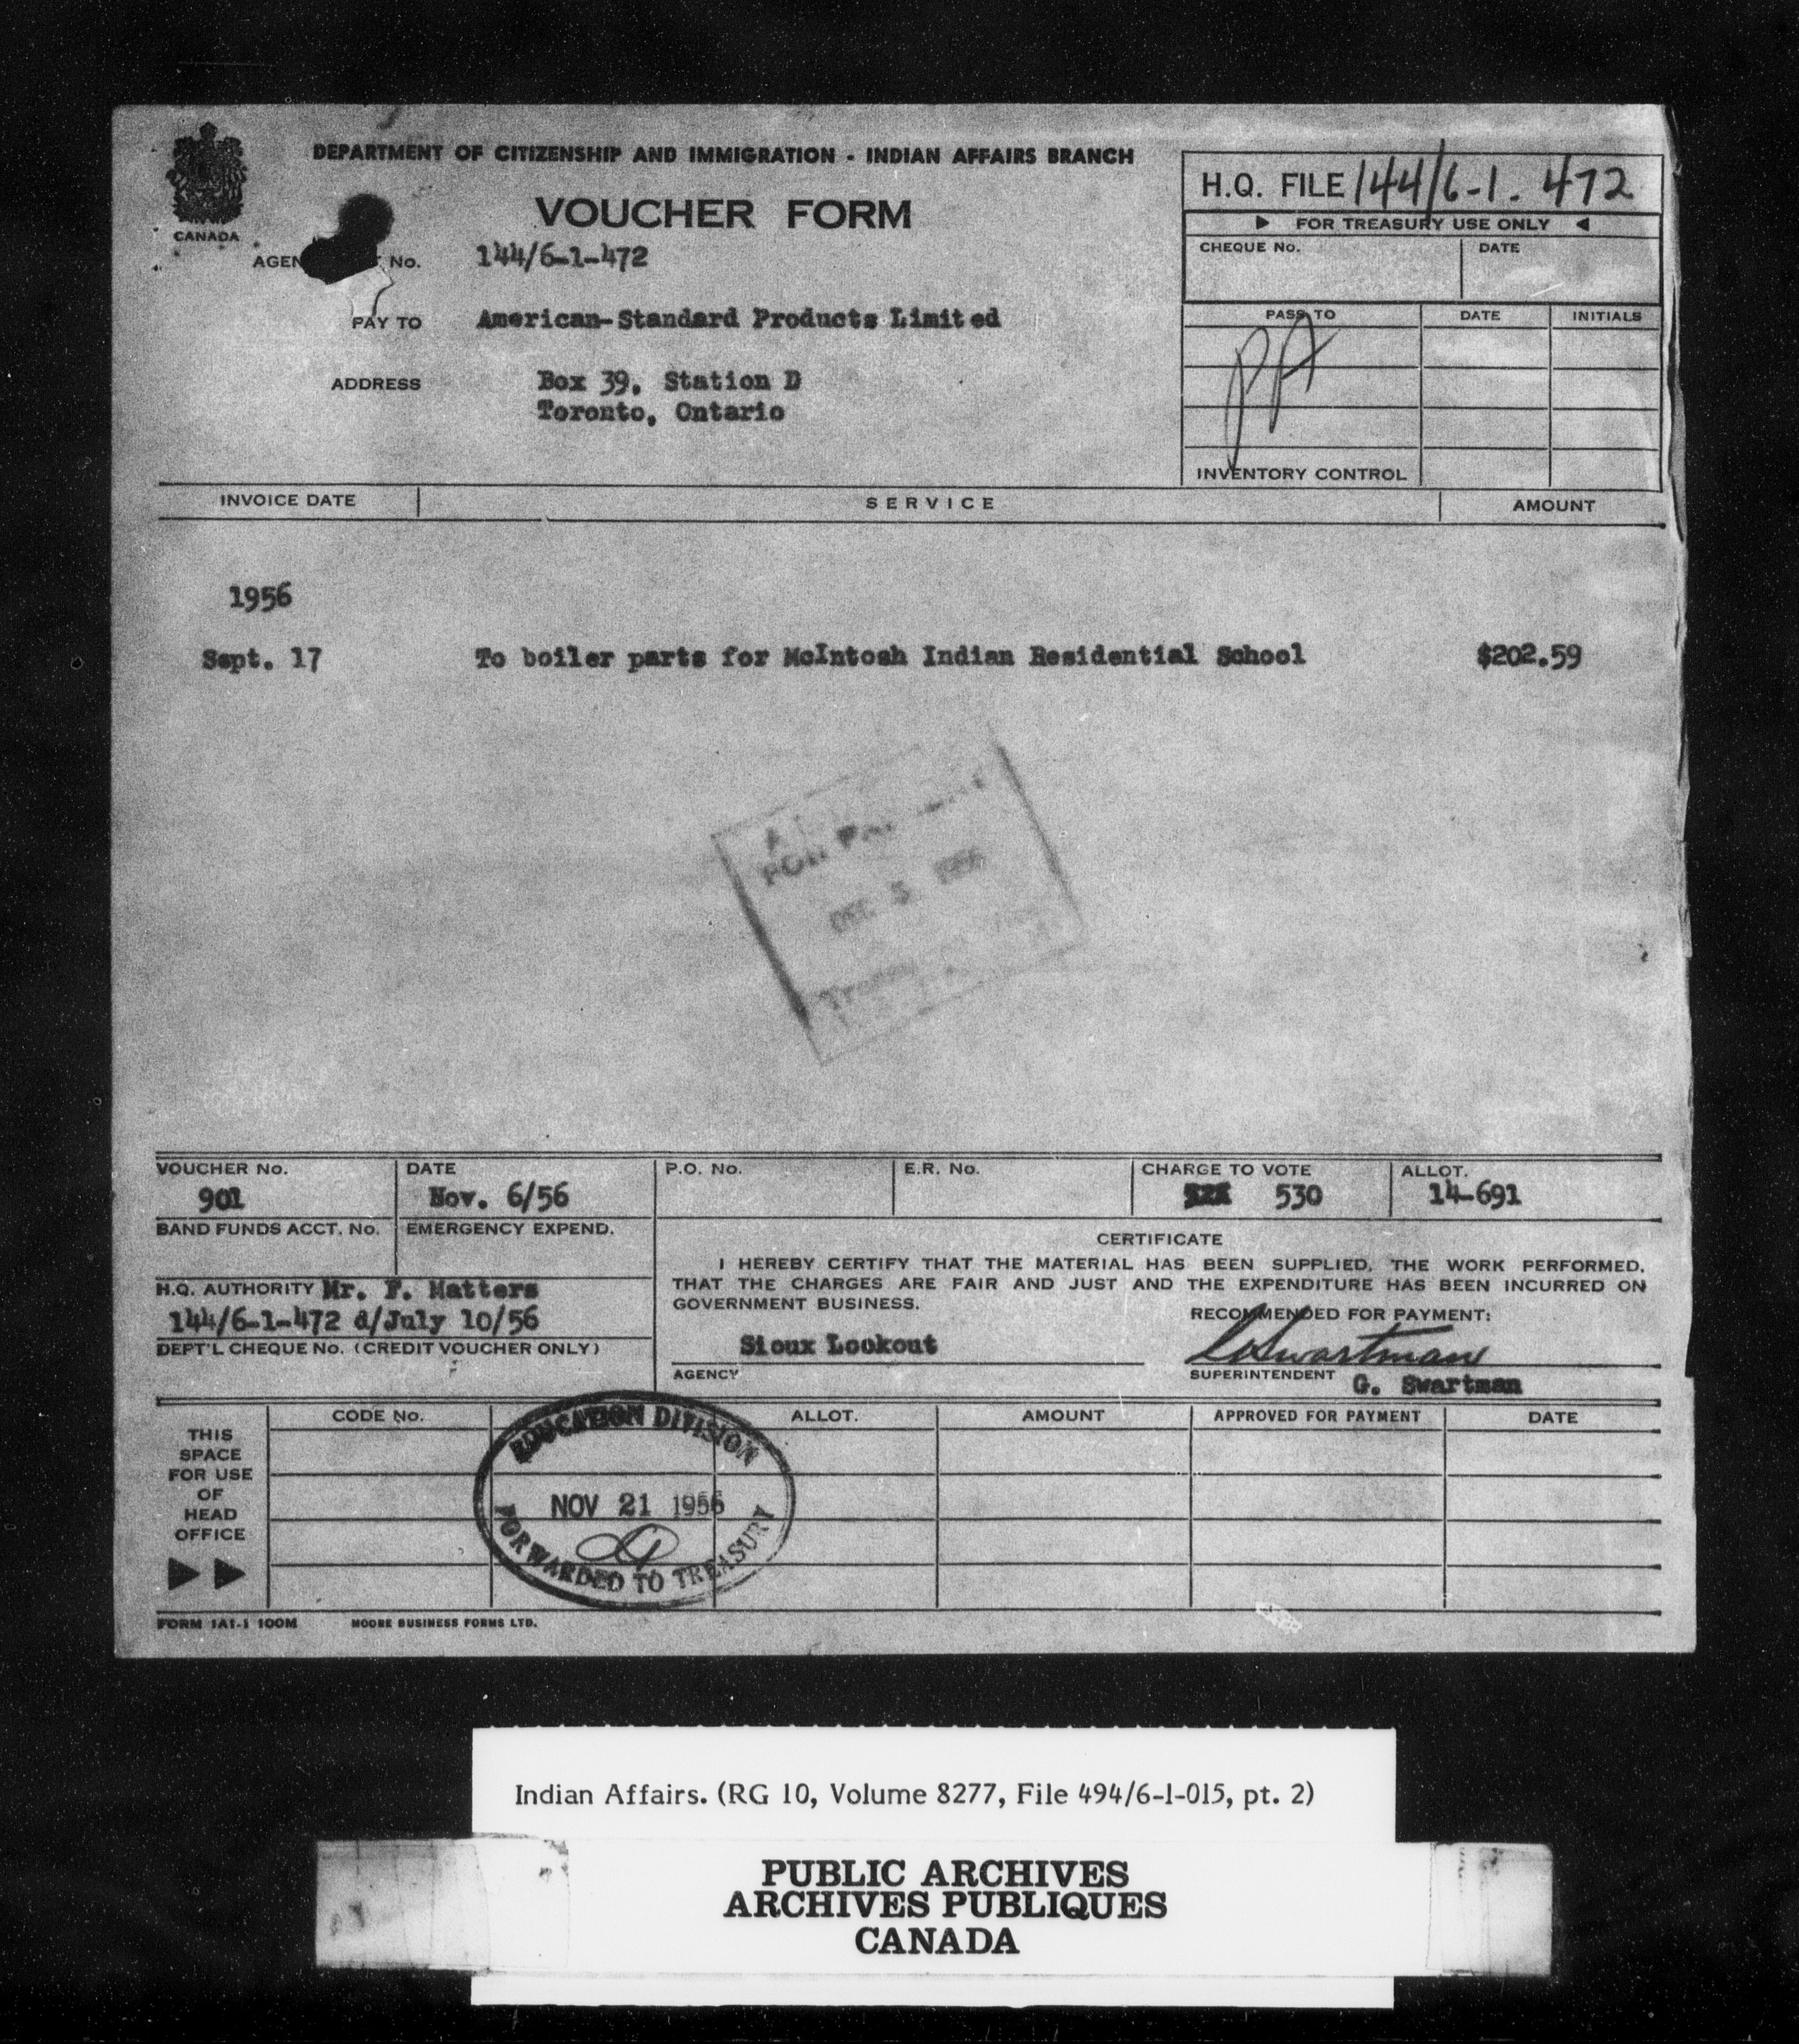 CANADA
DEPARTMENT OF CITIZENSHIP AND IMMIGRATION - INDIAN AFFAIRS BRANCH
VOUCHER FORM
H.Q. FILE 144/6-1. 472
FOR TREASURY USE ONLY
CHEQUE No. DATE
No. 144/6-1-472
PAY TO American-Standard Products Limited
ADDRESS Box 39, Station D
Toronto, Ontario
PASS TO DATE INITIALS
PA
INVENTORY CONTROL
INVOICE DATE SERVICE AMOUNT
1956
Sept. 17 To boiler parts for McIntosh Indian Residential School $202.59
DEC 5 1956
VOUCHER No. DATE P.O. No. E.R. No. CHARGE TO VOTE ALLOT.
901 Nov. 6/56 530 14-691
BAND FUNDS ACCT. No. EMERGENCY EXPEND.
H.Q. AUTHORITY Mr. F. Matters
144/6-1-472 d/July 10/56
DEPT'L CHEQUE No. (CREDIT VOUCHER ONLY)
CERTIFICATE
I HEREBY CERTIFY THAT THE MATERIAL HAS BEEN SUPPLIED, THE WORK PERFORMED,
THAT THE CHARGES ARE FAIR AND JUST AND THE EXPENDITURE HAS BEEN INCURRED ON
GOVERNMENT BUSINESS.
RECOMMENDED FOR PAYMENT:
Sioux Lookout GSwartman
AGENCY SUPERINTENDENT G. Swartman
THIS
SPACE
FOR USE
OF
HEAD
OFFICE
CODE No. ALLOT. AMOUNT APPROVED FOR PAYMENT DATE
EDUCATION DIVISION
NOV 21 1956
FORWARDED TO TREASURY
FORM 1A1-1 100M MOORE BUSINESS FORMS LTD.
Indian Affairs. (RG 10, Volume 8277, File 494/6-1-015, pt. 2)
PUBLIC ARCHIVES
ARCHIVES PUBLIQUES
CANADA